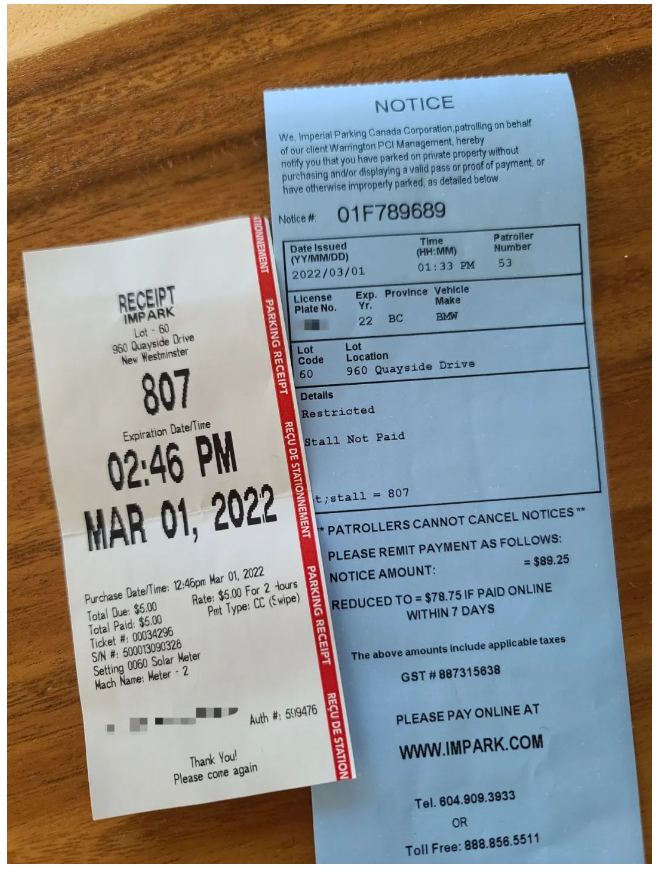 RECEIPT
IMPARK
Lot - 60
960 Quayside Drive
New Westminster
807
Expiration Date/Time
02:46 PM
MAR 01, 2022
Purchase Date/Time: 12:46pm Mar 01, 2022
Total Due: $5.00 Rate: $5.00 For 2 Hours
Total Paid: $5.00 Pmt Type: CC (Swipe)
Ticket #: 00034296
S/N #: 500013090328
Setting 0060 Solar Meter
Mach Name: Meter - 2
Auth #: 599476
Thank You!
Please come again
TIONNEMENT
PARKING RECEIPT
REÇU DE STATIONNEMENT
PARKING RECEIPT
REÇU DE STATION
NOTICE
We, Imperial Parking Canada Corporation,patrolling on behalf
of our client Warrington PCI Management, hereby
notify you that you have parked on private property without
purchasing and/or displaying a valid pass or proof of payment, or
have otherwise improperly parked, as detailed below.
Notice #: 01F789689
Date Issued
(YY/MM/DD)
2022/03/01
Time
(HH:MM)
01:33 PM
Patroller
Number
53
License
Plate No.
Exp.
Yr.
22
Province
BC
Vehicle
Make
BMW
Lot
Code
60
Lot
Location
960 Quayside Drive
Details
Restricted
Stall Not Paid
t;stall = 807
** PATROLLERS CANNOT CANCEL NOTICES **
PLEASE REMIT PAYMENT AS FOLLOWS:
NOTICE AMOUNT: = $89.25
REDUCED TO = $78.75 IF PAID ONLINE
WITHIN 7 DAYS
The above amounts include applicable taxes
GST # 887315638
PLEASE PAY ONLINE AT
WWW.IMPARK.COM
Tel. 604.909.3933
OR
Toll Free: 888.856.5511